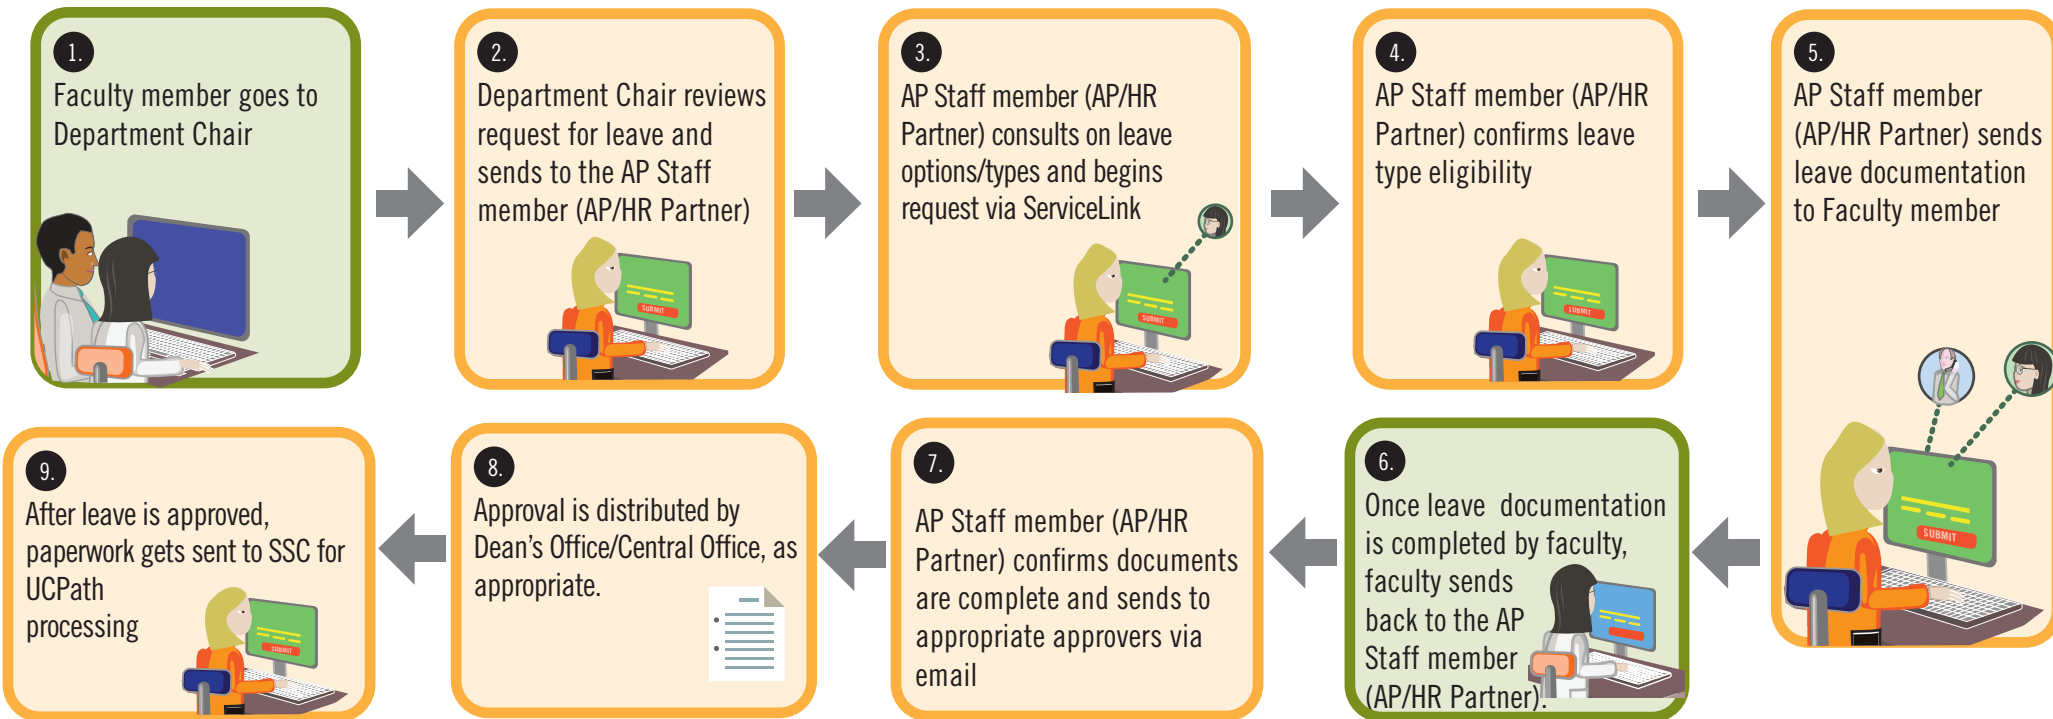 1.
Faculty member goes to
Department Chair
2.
Department Chair reviews
request for leave and
sends to the AP Staff
member (AP/HR Partner)
SUBMIT
3.
AP Staff member (AP/HR
Partner) consults on leave
options/types and begins
request via ServiceLink
SUBMIT
4.
AP Staff member (AP/HR
Partner) confirms leave
type eligibility
SUBMIT
5.
AP Staff member
(AP/HR Partner) sends
leave documentation
to Faculty member
SUBMIT
6.
Once leave documentation
is completed by faculty,
faculty sends
back to the AP
Staff member
(AP/HR Partner).
7.
AP Staff member (AP/HR
Partner) confirms documents
are complete and sends to
appropriate approvers via
email
8.
Approval is distributed by
Dean’s Office/Central Office, as
appropriate.
9.
After leave is approved,
paperwork gets sent to SSC for
UCPath
processing
SUBMIT